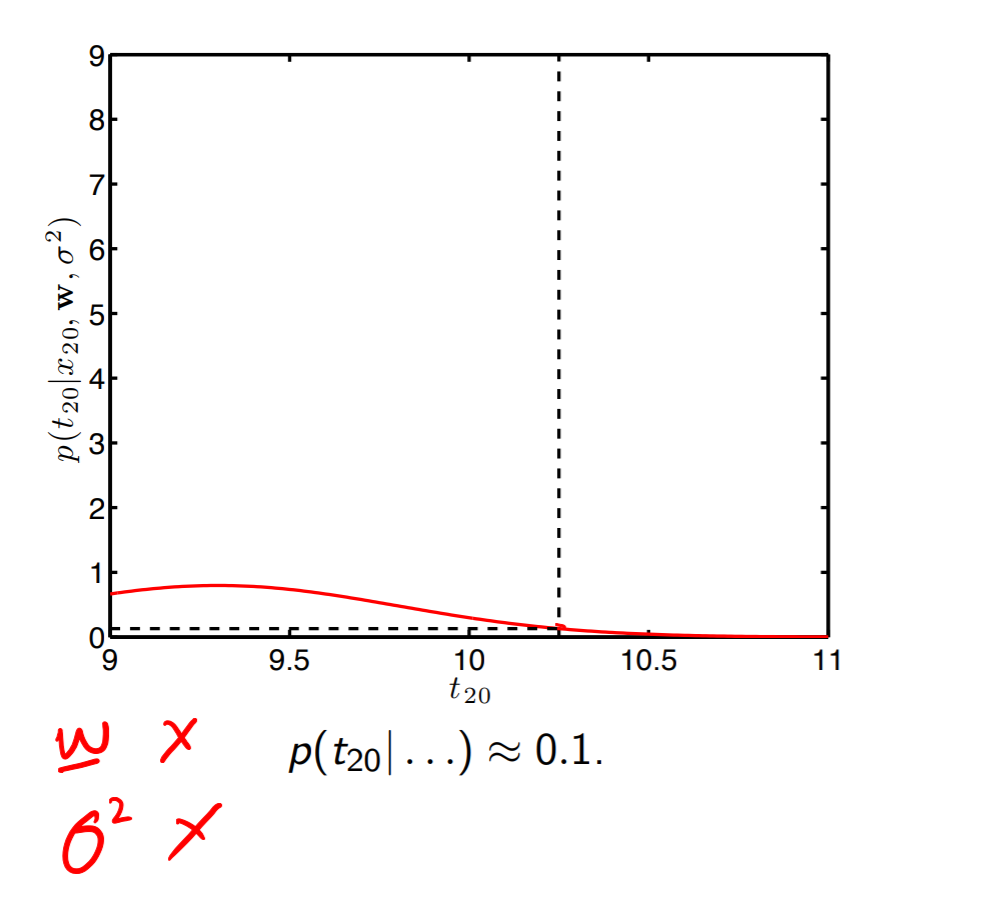 9
8
7
6
5
4
3
2
1
0
p(t₂₀|x₂₀, **w**, σ²)
9 9.5 10 10.5 11
t₂₀
w x
p(t₂₀| …) ≈ 0.1.
σ² x